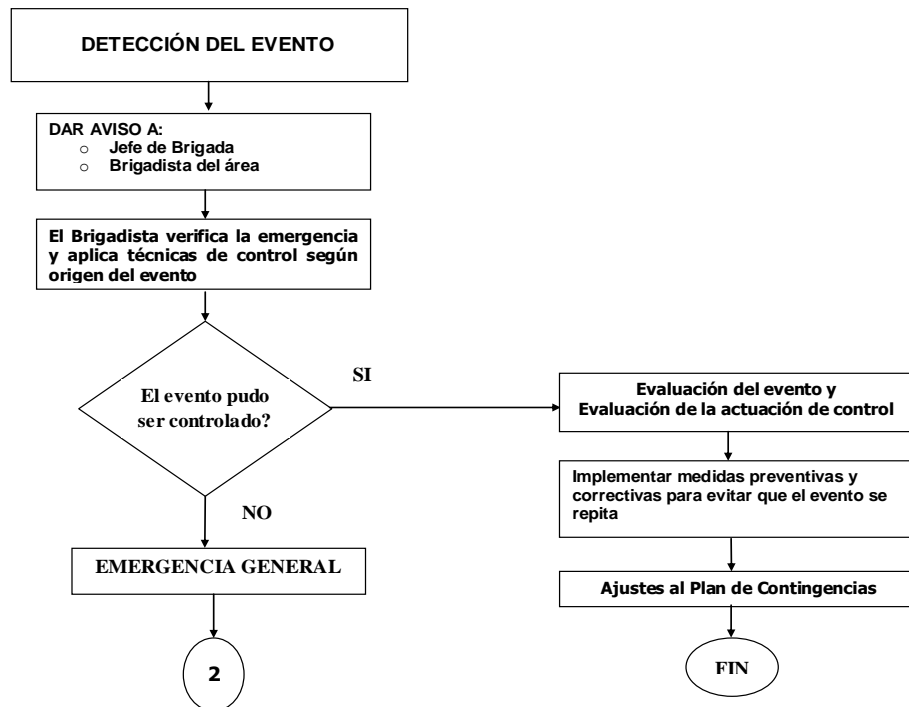 DETECCIÓN DEL EVENTO
DAR AVISO A:
o Jefe de Brigada
o Brigadista del área
El Brigadista verifica la emergencia
y aplica técnicas de control según
origen del evento
El evento pudo
ser controlado?
SI
NO
EMERGENCIA GENERAL
2
Evaluación del evento y
Evaluación de la actuación de control
Implementar medidas preventivas y
correctivas para evitar que el evento se
repita
Ajustes al Plan de Contingencias
FIN